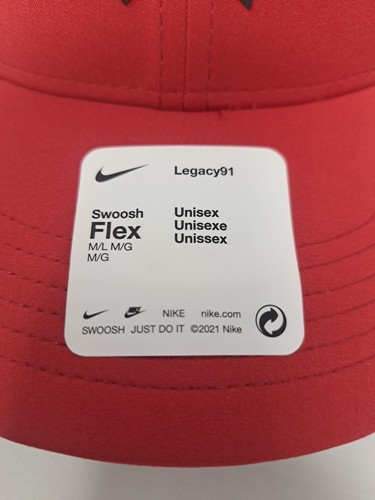 Legacy91
Swoosh
Flex
M/L M/G
M/G
Unisex
Unisexe
Unissex
NIKE nike.com
SWOOSH JUST DO IT ©2021 Nike